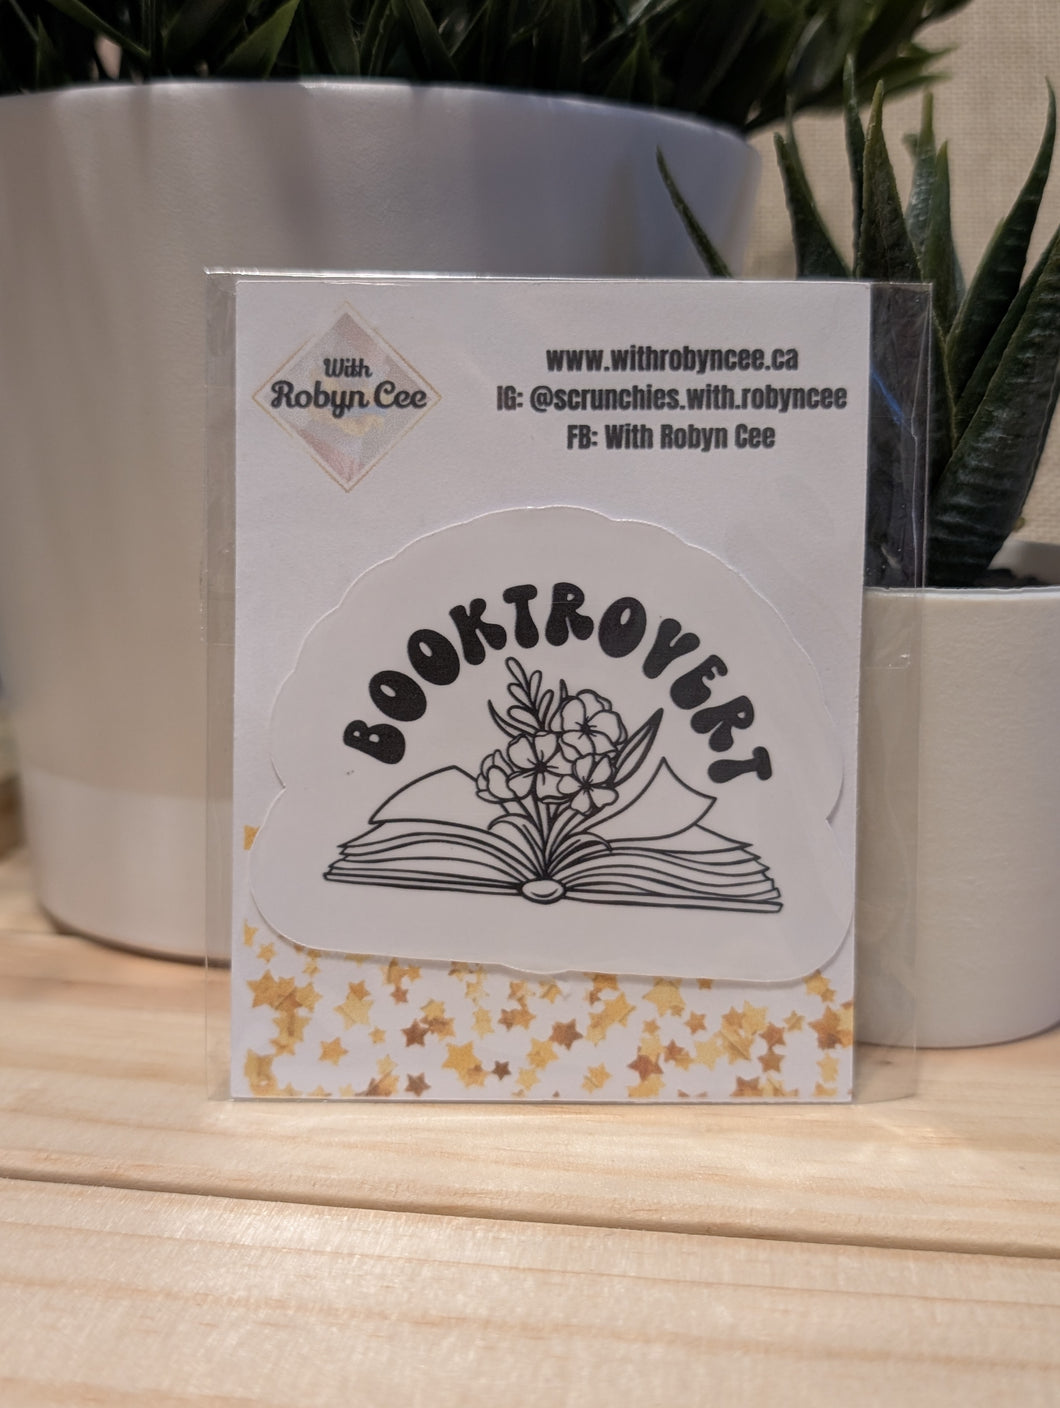 With
Robyn Cee
www.withrobyncee.ca
IG: @scrunchies.with.robyncee
FB: With Robyn Cee
BOOKTROVERT